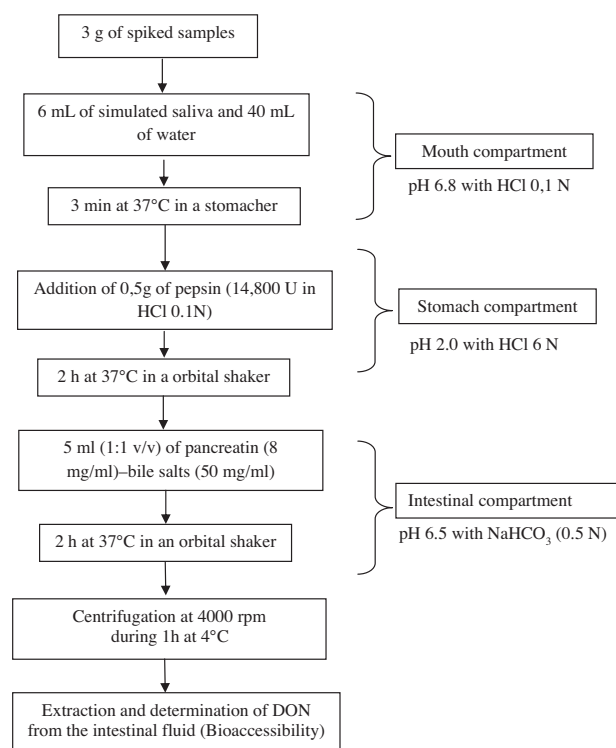 3 g of spiked samples
6 mL of simulated saliva and 40 mL
of water
Mouth compartment
pH 6.8 with HCl 0,1 N
3 min at 37°C in a stomacher
Addition of 0,5g of pepsin (14,800 U in
HCl 0.1N)
Stomach compartment
pH 2.0 with HCl 6 N
2 h at 37°C in a orbital shaker
5 ml (1:1 v/v) of pancreatin (8
mg/ml)–bile salts (50 mg/ml)
Intestinal compartment
pH 6.5 with NaHCO₃ (0.5 N)
2 h at 37°C in an orbital shaker
Centrifugation at 4000 rpm
during 1h at 4°C
Extraction and determination of DON
from the intestinal fluid (Bioaccessibility)